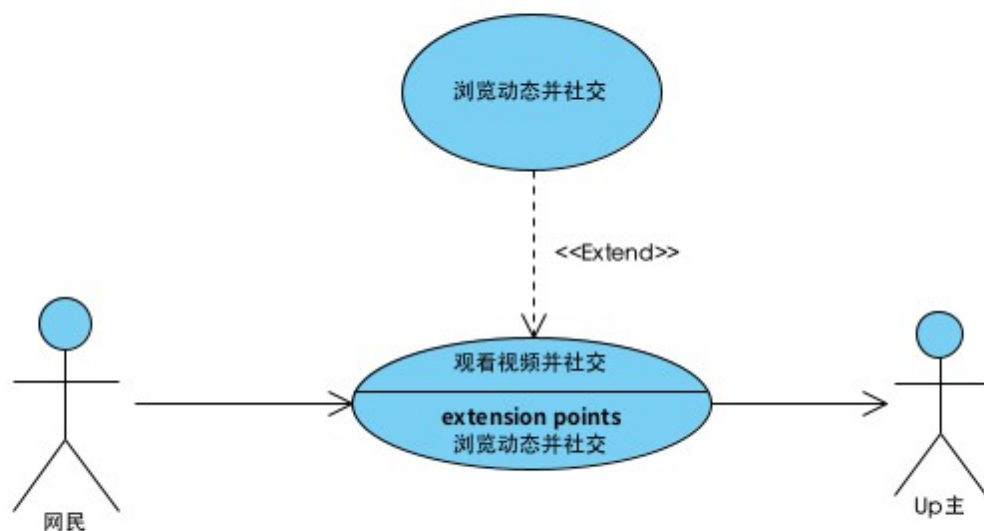 浏览动态并社交
<<Extend>>
观看视频并社交
extension points
浏览动态并社交
网民
Up主